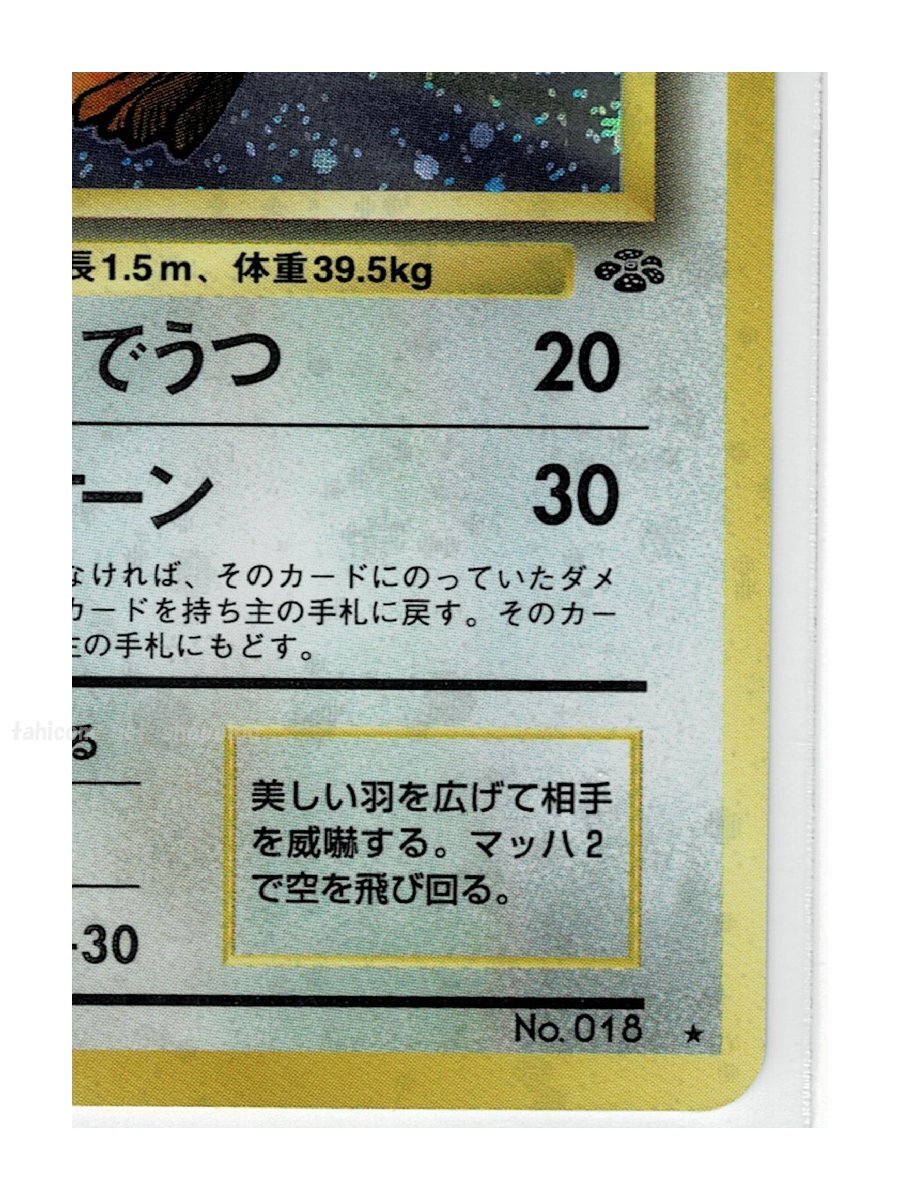 長1.5m、体重39.5kg
でうつ 20
ーン 30
なければ、そのカードにのっていたダメ
カードを持ち主の手札に戻す。そのカー
主の手札にもどす。
る
美しい羽を広げて相手
を威嚇する。マッハ2
で空を飛び回る。
-30
No.018 ★